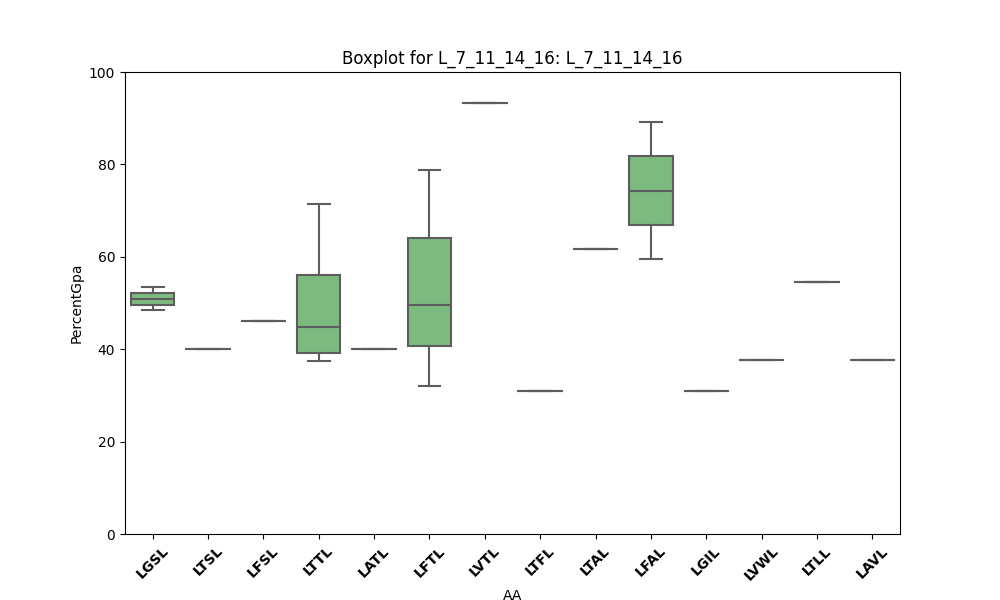 Boxplot for L_7_11_14_16: L_7_11_14_16
PercentGpa
100
80
60
40
20
0
LGSL LTSL LFSL LTTL LATL LFTL LVTL LTFL LTAL LFAL LGIL LVWL LTLL LAVL
AA